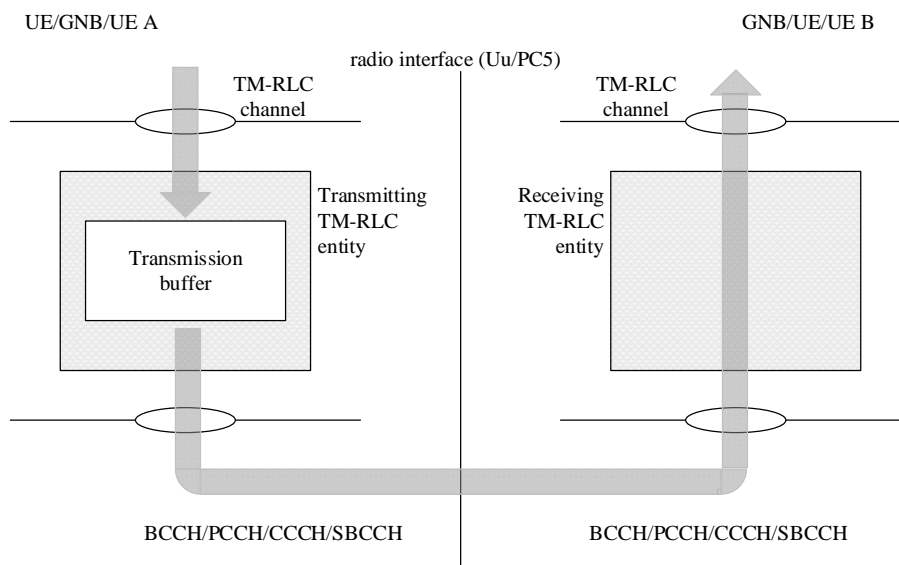 UE/GNB/UE A
GNB/UE/UE B
radio interface (Uu/PC5)
TM-RLC
channel
TM-RLC
channel
Transmitting
TM-RLC
entity
Receiving
TM-RLC
entity
Transmission
buffer
BCCH/PCCH/CCCH/SBCCH
BCCH/PCCH/CCCH/SBCCH